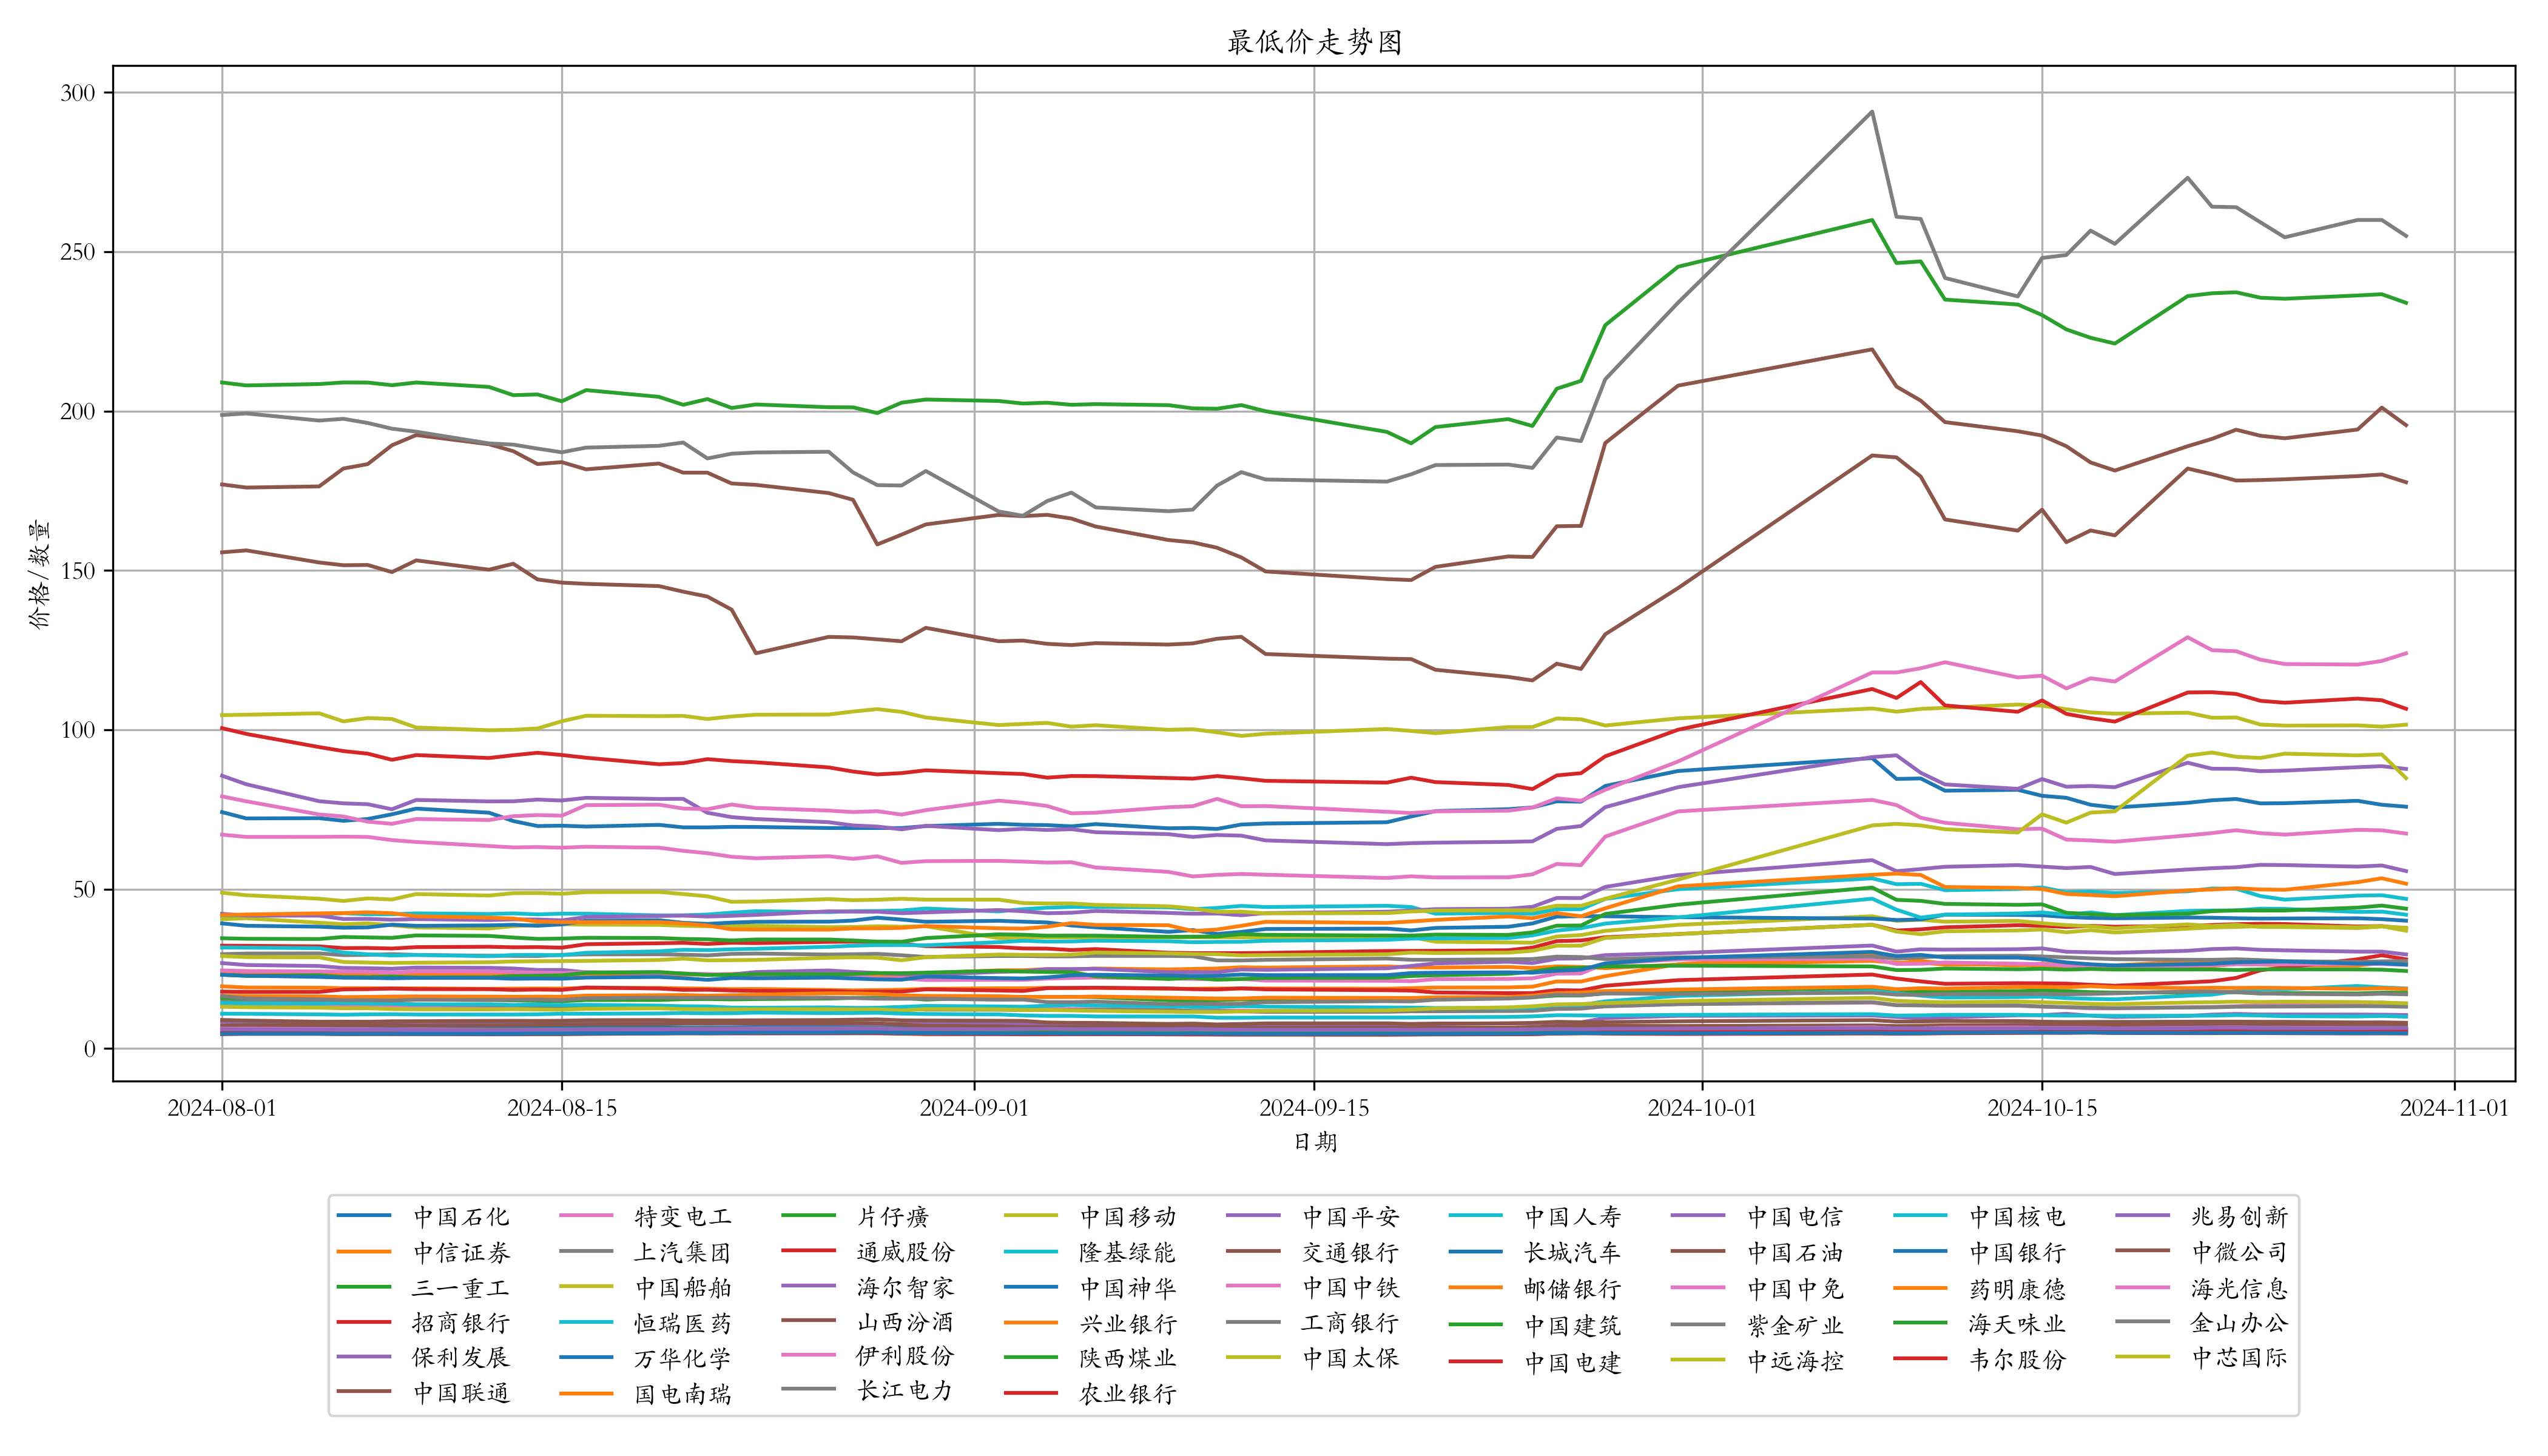 最低价走势图
价格/数量
300
250
200
150
100
50
0
2024-08-01 2024-08-15 2024-09-01 2024-09-15 2024-10-01 2024-10-15 2024-11-01
日期
中国石化 特变电工 片仔癀 中国移动 中国平安 中国人寿 中国电信 中国核电 兆易创新
中信证券 上汽集团 通威股份 隆基绿能 交通银行 长城汽车 中国石油 中国银行 中微公司
三一重工 中国船舶 海尔智家 中国神华 中国中铁 邮储银行 中国中免 药明康德 海光信息
招商银行 恒瑞医药 山西汾酒 兴业银行 工商银行 中国建筑 紫金矿业 海天味业 金山办公
保利发展 万华化学 伊利股份 陕西煤业 中国太保 中国电建 中远海控 韦尔股份 中芯国际
中国联通 国电南瑞 长江电力 农业银行